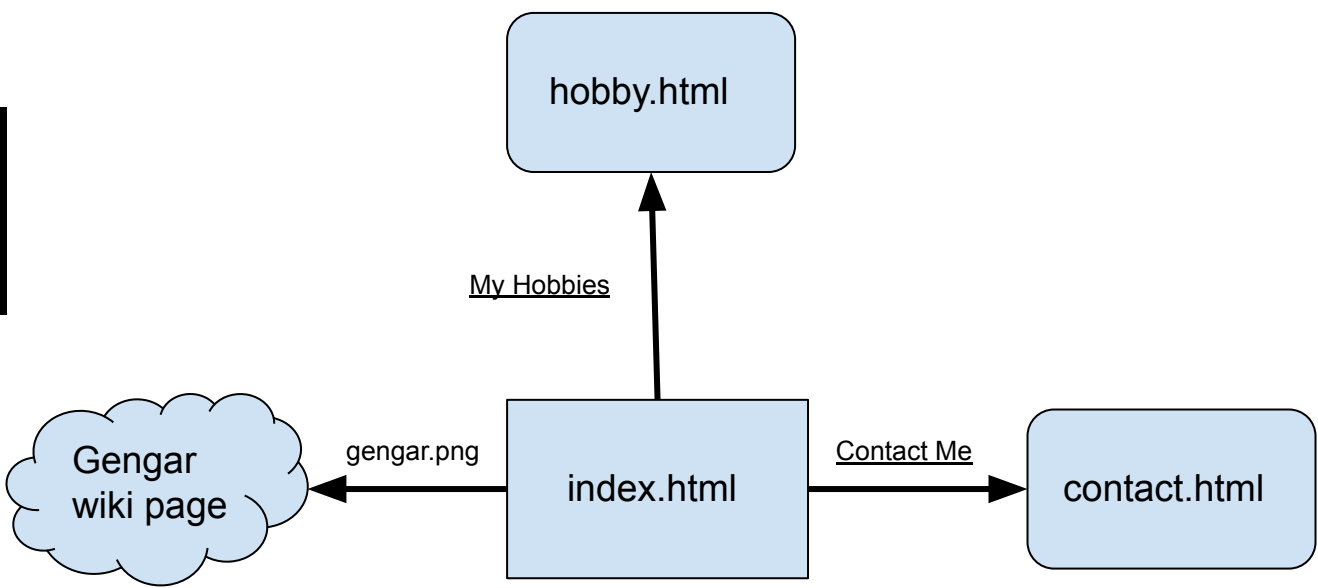 hobby.html
My Hobbies
Gengar
wiki page
gengar.png
index.html
Contact Me
contact.html